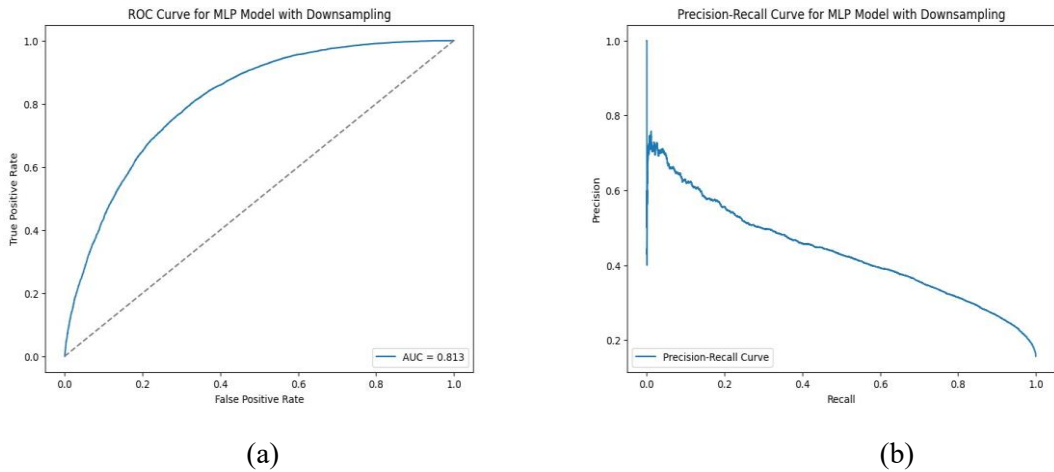 ROC Curve for MLP Model with Downsampling
1.0
0.8
0.6
0.4
0.2
0.0
True Positive Rate
0.0 0.2 0.4 0.6 0.8 1.0
False Positive Rate
AUC = 0.813
(a)
Precision-Recall Curve for MLP Model with Downsampling
1.0
0.8
0.6
0.4
0.2
Precision
0.0 0.2 0.4 0.6 0.8 1.0
Recall
Precision-Recall Curve
(b)